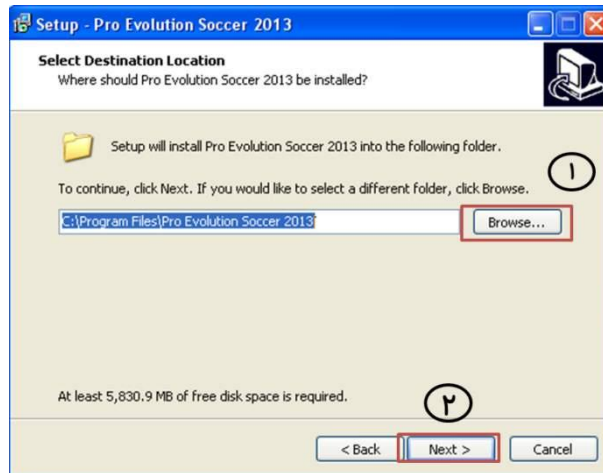 Setup - Pro Evolution Soccer 2013
Select Destination Location
Where should Pro Evolution Soccer 2013 be installed?
Setup will install Pro Evolution Soccer 2013 into the following folder.
۱
To continue, click Next. If you would like to select a different folder, click Browse.
C:\Program Files\Pro Evolution Soccer 2013
Browse...
At least 5,830.9 MB of free disk space is required.
۲
< Back
Next >
Cancel